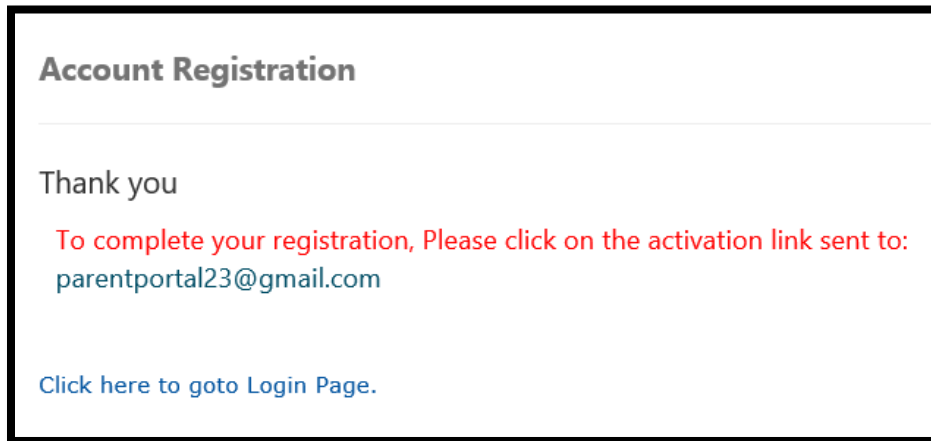 Account Registration
Thank you
To complete your registration, Please click on the activation link sent to:
parentportal23@gmail.com
Click here to goto Login Page.